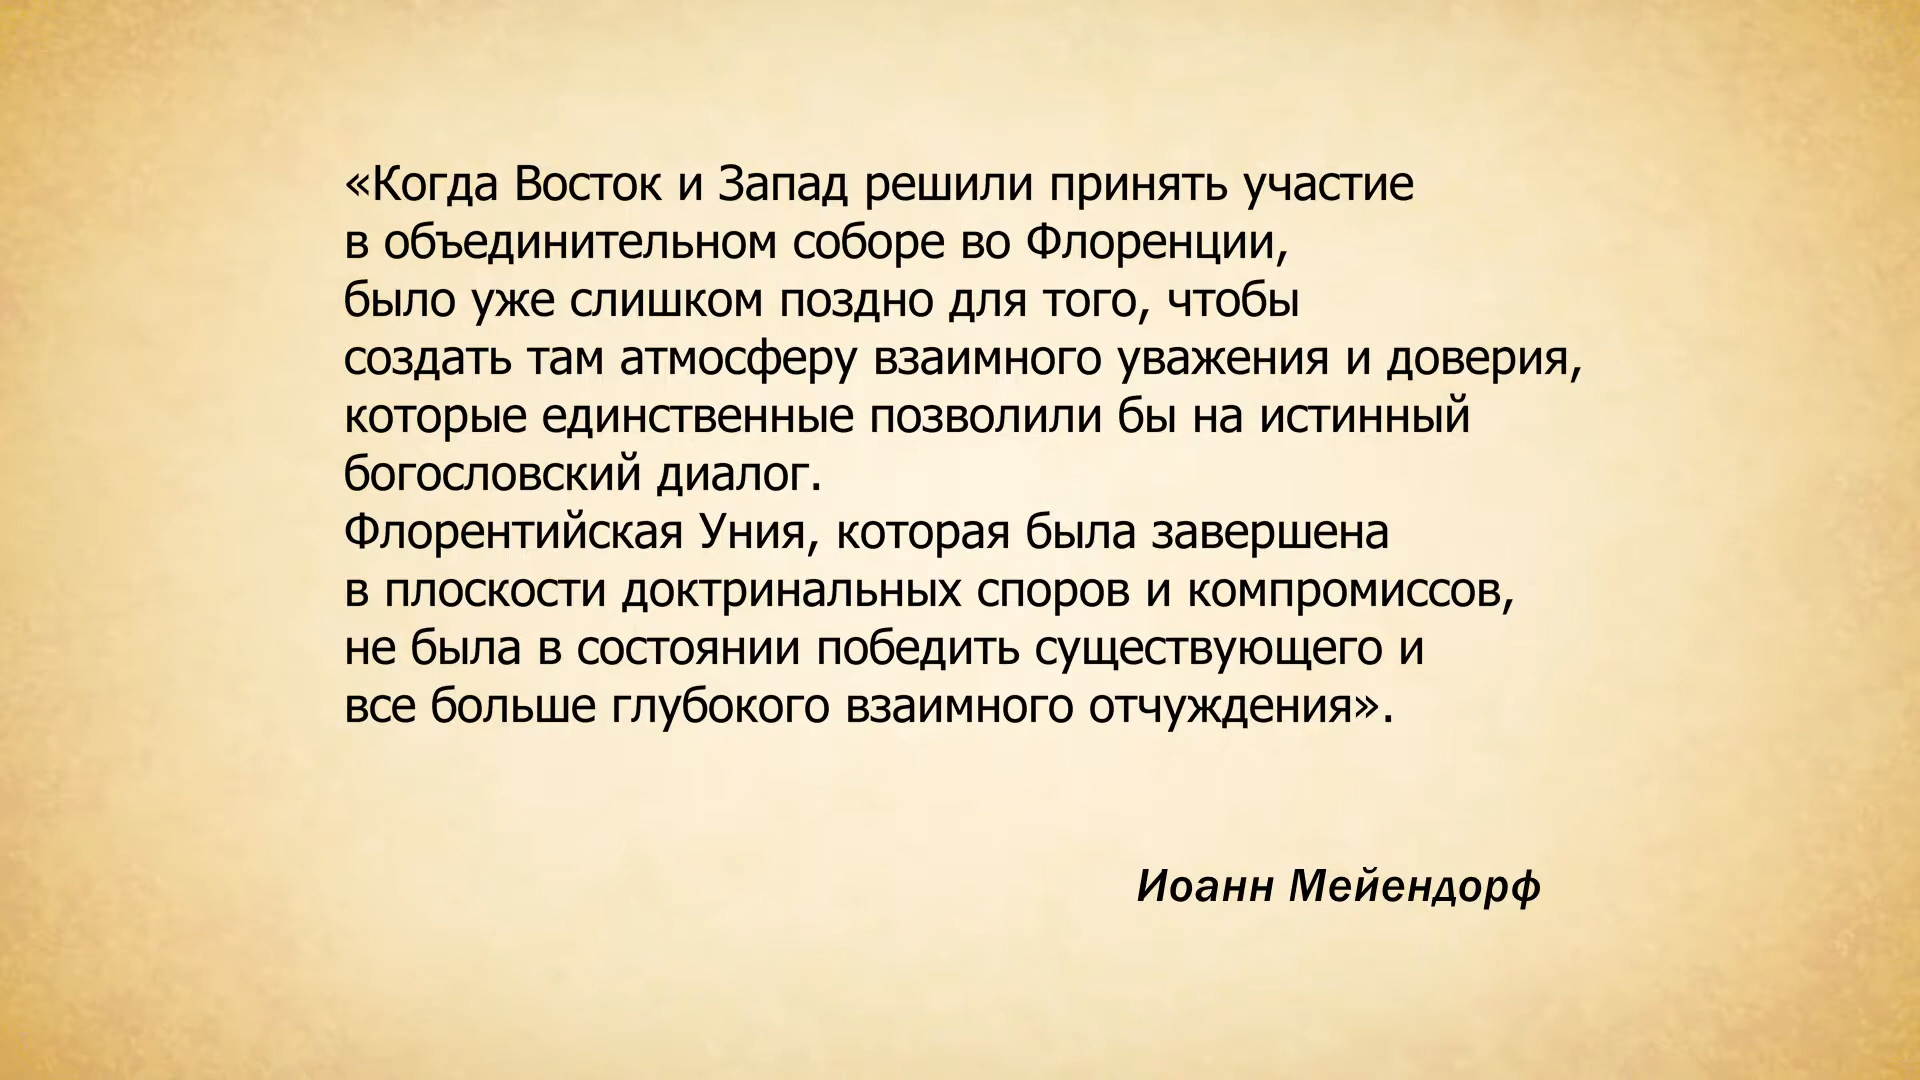 «Когда Восток и Запад решили принять участие
в объединительном соборе во Флоренции,
было уже слишком поздно для того, чтобы
создать там атмосферу взаимного уважения и доверия,
которые единственные позволили бы на истинный
богословский диалог.
Флорентийская Уния, которая была завершена
в плоскости доктринальных споров и компромиссов,
не была в состоянии победить существующего и
все больше глубокого взаимного отчуждения».
Иоанн Мейендорф